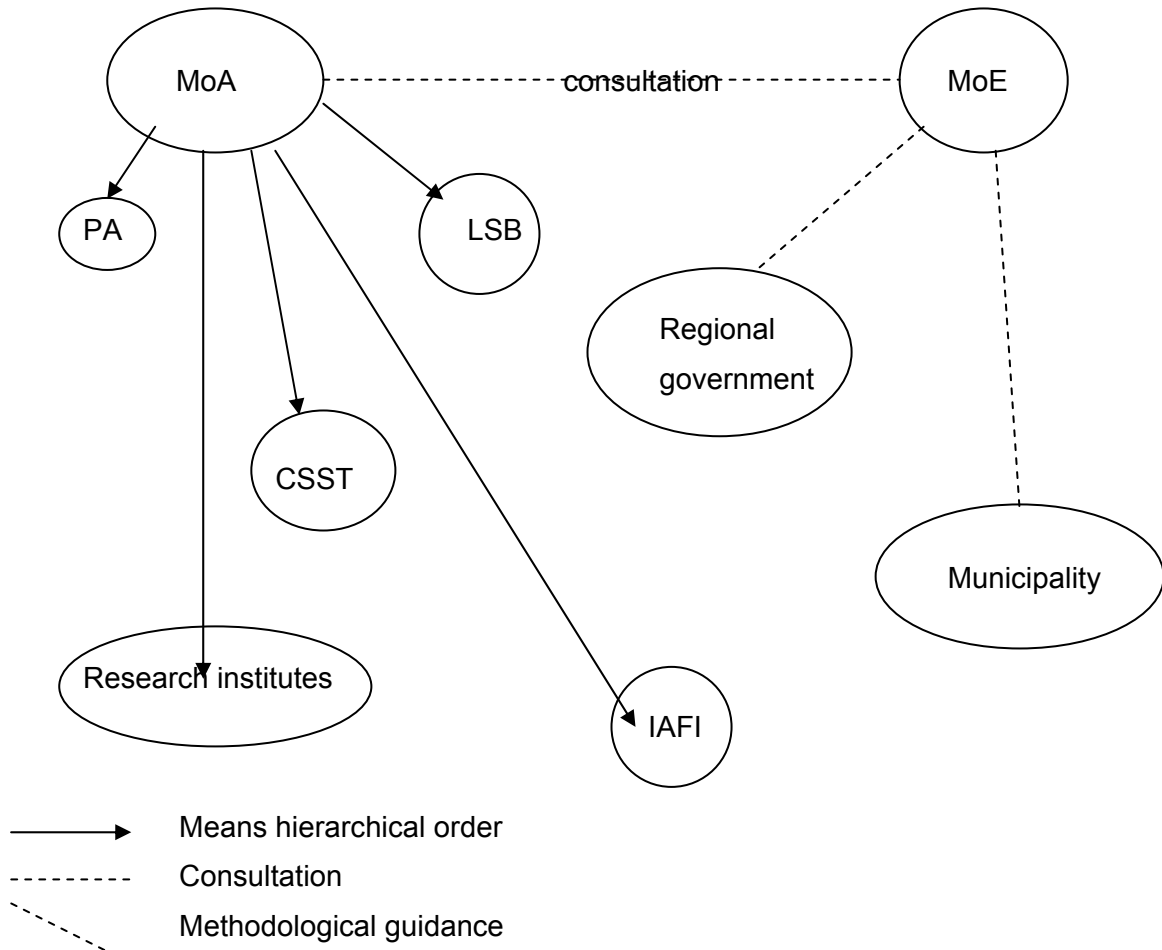 MoA
consultation
MoE
PA
LSB
Regional
government
CSST
Municipality
Research institutes
IAFI
Means hierarchical order
Consultation
Methodological guidance